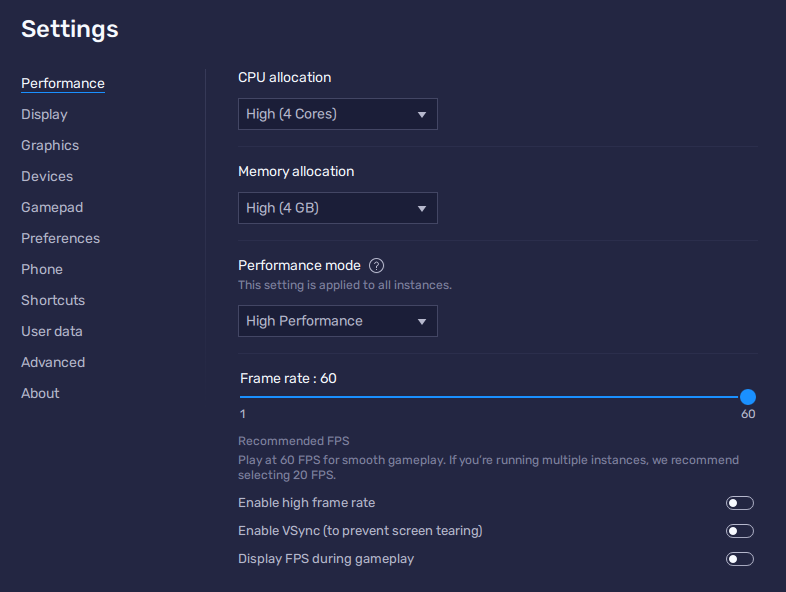 Settings
Performance
Display
Graphics
Devices
Gamepad
Preferences
Phone
Shortcuts
User data
Advanced
About
CPU allocation
High (4 Cores)
Memory allocation
High (4 GB)
Performance mode ?
This setting is applied to all instances.
High Performance
Frame rate : 60
1 60
Recommended FPS
Play at 60 FPS for smooth gameplay. If you're running multiple instances, we recommend
selecting 20 FPS.
Enable high frame rate
Enable VSync (to prevent screen tearing)
Display FPS during gameplay